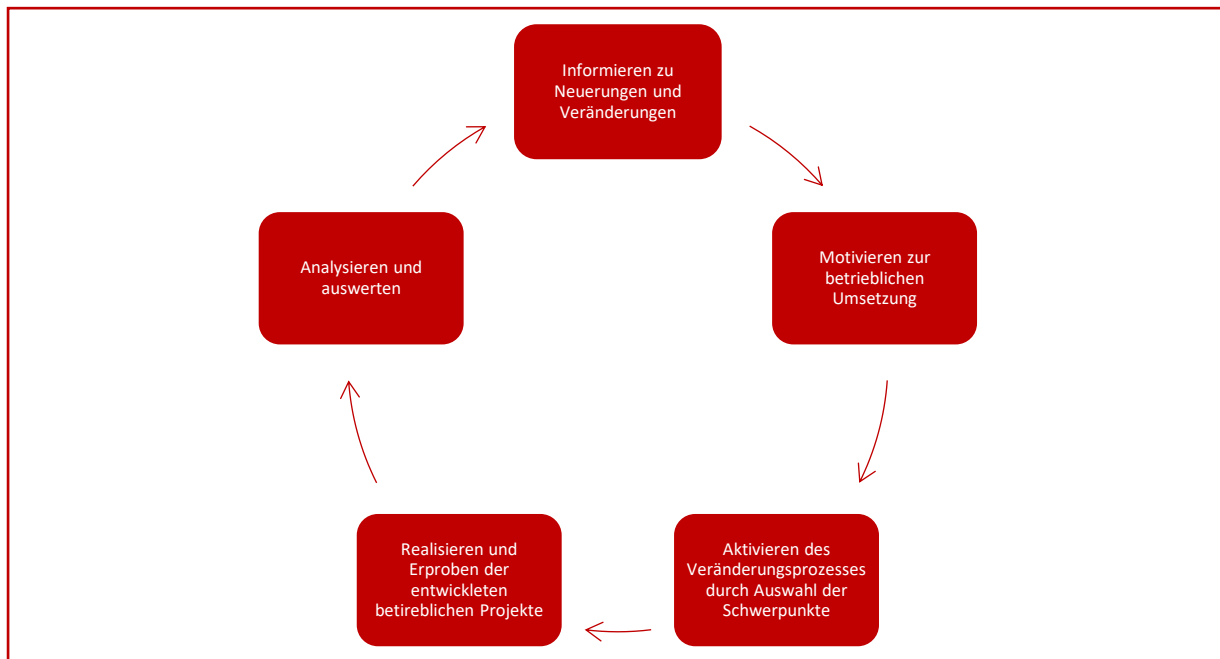 Informieren zu
Neuerungen und
Veränderungen
Motivieren zur
betrieblichen
Umsetzung
Aktivieren des
Veränderungsprozesses
durch Auswahl der
Schwerpunkte
Realisieren und
Erproben der
entwickleten
betireblichen Projekte
Analysieren und
auswerten